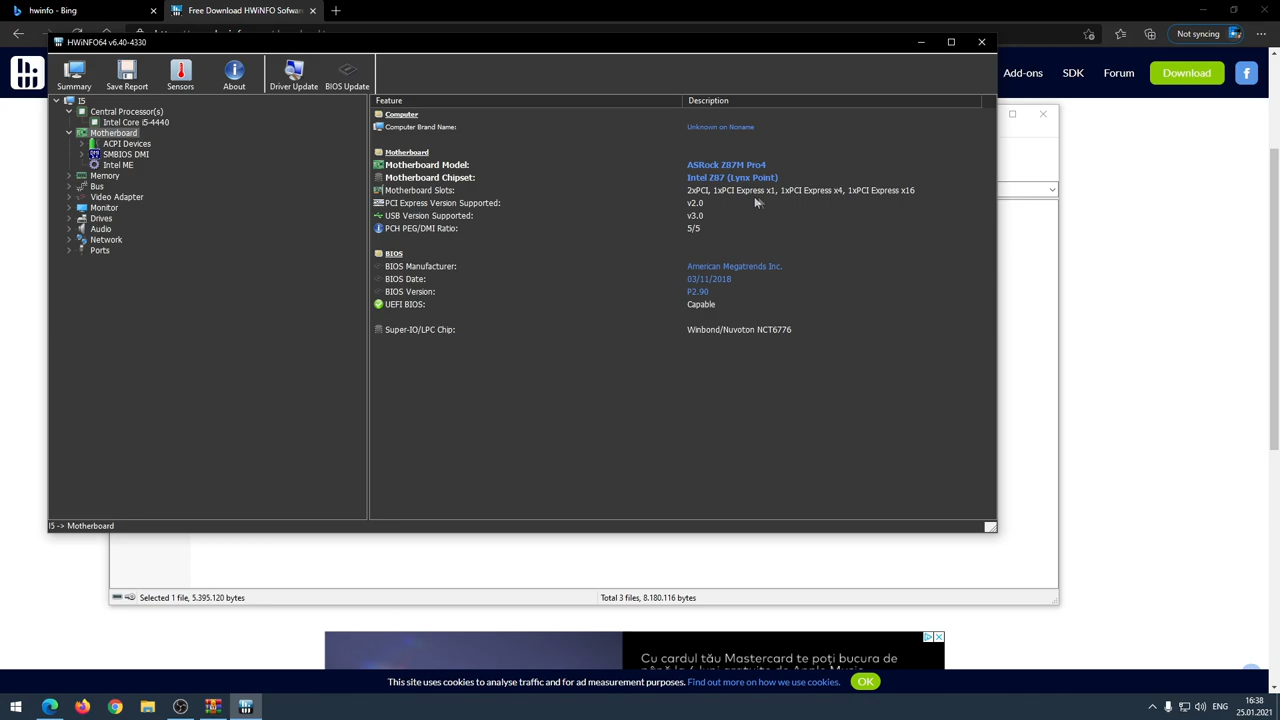 hwinfo - Bing
Free Download HWiNFO Sofwar
Not syncing
HWiNFO64 v6.40-4330
Summary
Save Report
Sensors
About
Driver Update
BIOS Update
Add-ons
SDK
Forum
Download
I5
Central Processor(s)
Intel Core i5-4440
Motherboard
ACPI Devices
SMBIOS DMI
Intel ME
Memory
Bus
Video Adapter
Monitor
Drives
Audio
Network
Ports
Feature Description
Computer
Computer Brand Name: Unknown on Noname
Motherboard
Motherboard Model: ASRock Z87M Pro4
Motherboard Chipset: Intel Z87 (Lynx Point)
Motherboard Slots: 2xPCI, 1xPCI Express x1, 1xPCI Express x4, 1xPCI Express x16
PCI Express Version Supported: v2.0
USB Version Supported: v3.0
PCH PEG/DMI Ratio: 5/5
BIOS
BIOS Manufacturer: American Megatrends Inc.
BIOS Date: 03/11/2018
BIOS Version: P2.90
UEFI BIOS: Capable
Super-IO/LPC Chip: Winbond/Nuvoton NCT6776
I5 -> Motherboard
Selected 1 file, 5.395.120 bytes
Total 3 files, 8.180.116 bytes
Cu cardul tău Mastercard te poți bucura de
This site uses cookies to analyse traffic and for ad measurement purposes. Find out more on how we use cookies. OK
ENG
16:38
25.01.2021